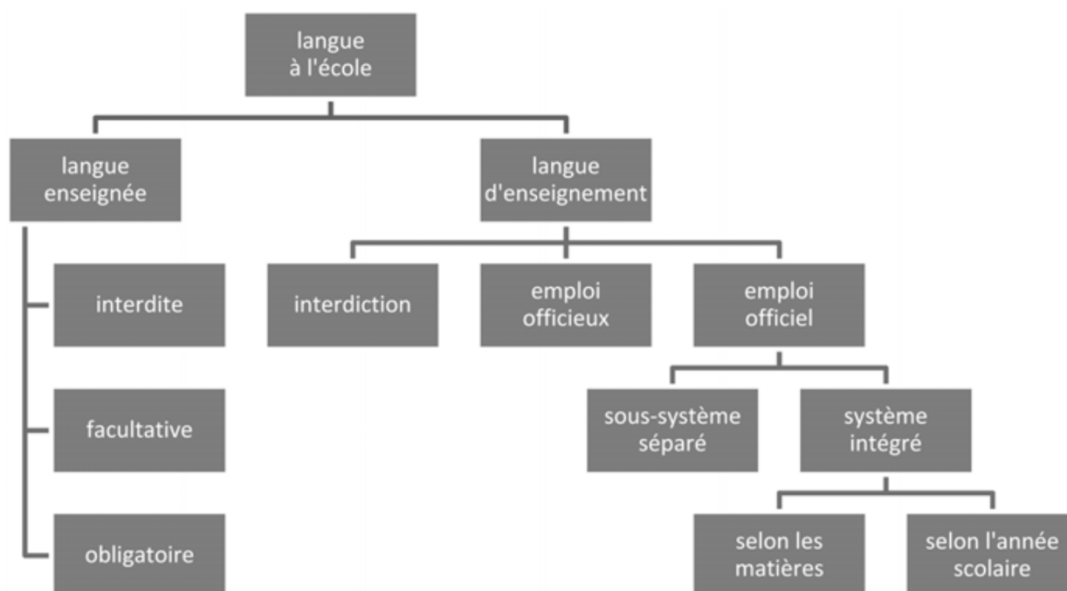 langue
à l'école
langue
enseignée
langue
d'enseignement
interdite
interdiction
emploi
officieux
emploi
officiel
facultative
sous-système
séparé
système
intégré
obligatoire
selon les
matières
selon l'année
scolaire